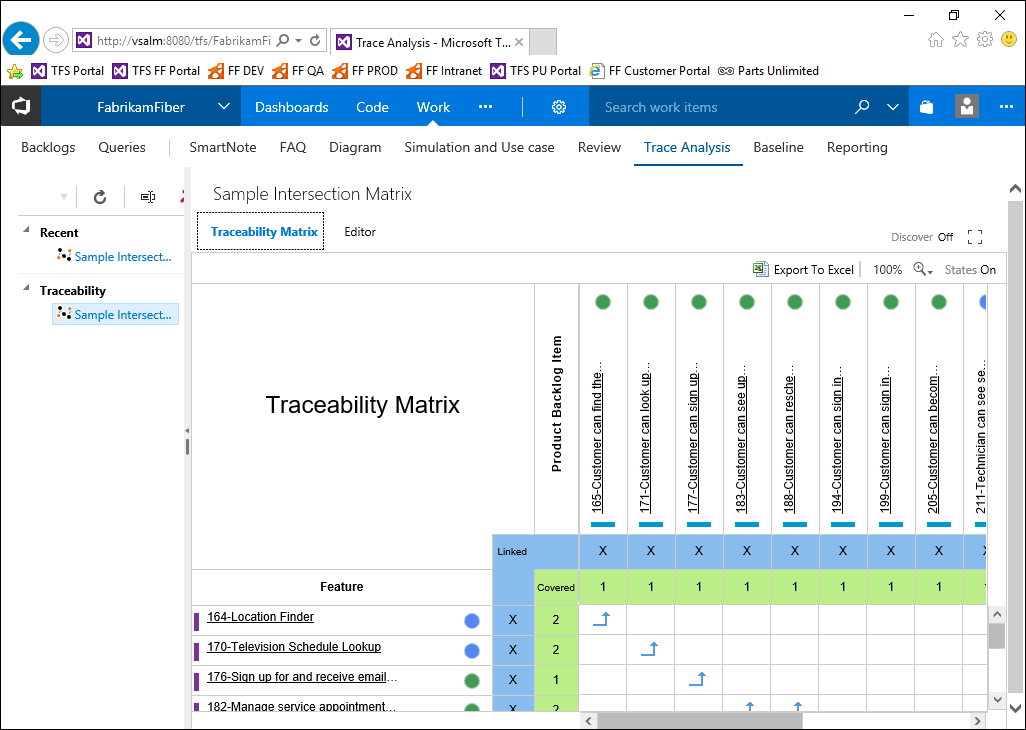 http://vsalm:8080/tfs/FabrikamFi
Trace Analysis - Microsoft T...
TFS Portal TFS FF Portal FF DEV FF QA FF PROD FF Intranet TFS PU Portal FF Customer Portal Parts Unlimited
FabrikamFiber Dashboards Code Work ... Search work items ...
Backlogs Queries SmartNote FAQ Diagram Simulation and Use case Review Trace Analysis Baseline Reporting
Sample Intersection Matrix
Recent
Sample Intersect...
Traceability
Sample Intersect...
Traceability Matrix Editor
Discover Off
Export To Excel 100% States On
Traceability Matrix
Product Backlog Item
165-Customer can find the...
171-Customer can look up...
177-Customer can sign up...
183-Customer can see up...
188-Customer can resche...
194-Customer can sign in...
199-Customer can sign in...
205-Customer can becom...
211-Technician can see se...
Linked X X X X X X X X X
Feature Covered 1 1 1 1 1 1 1 1
164-Location Finder X 2
170-Television Schedule Lookup X 2
176-Sign up for and receive email... X 1
182-Manage service appointment... X 2